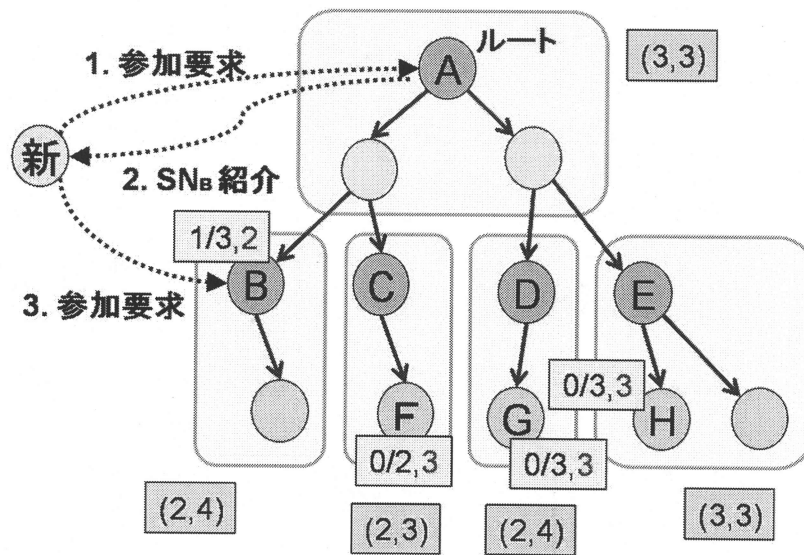 ルート
A
(3,3)
1. 参加要求
新
2. SNB 紹介
1/3,2
B
C
D
E
3. 参加要求
0/3,3
F
G
H
0/2,3
0/3,3
(2,4)
(2,3)
(2,4)
(3,3)